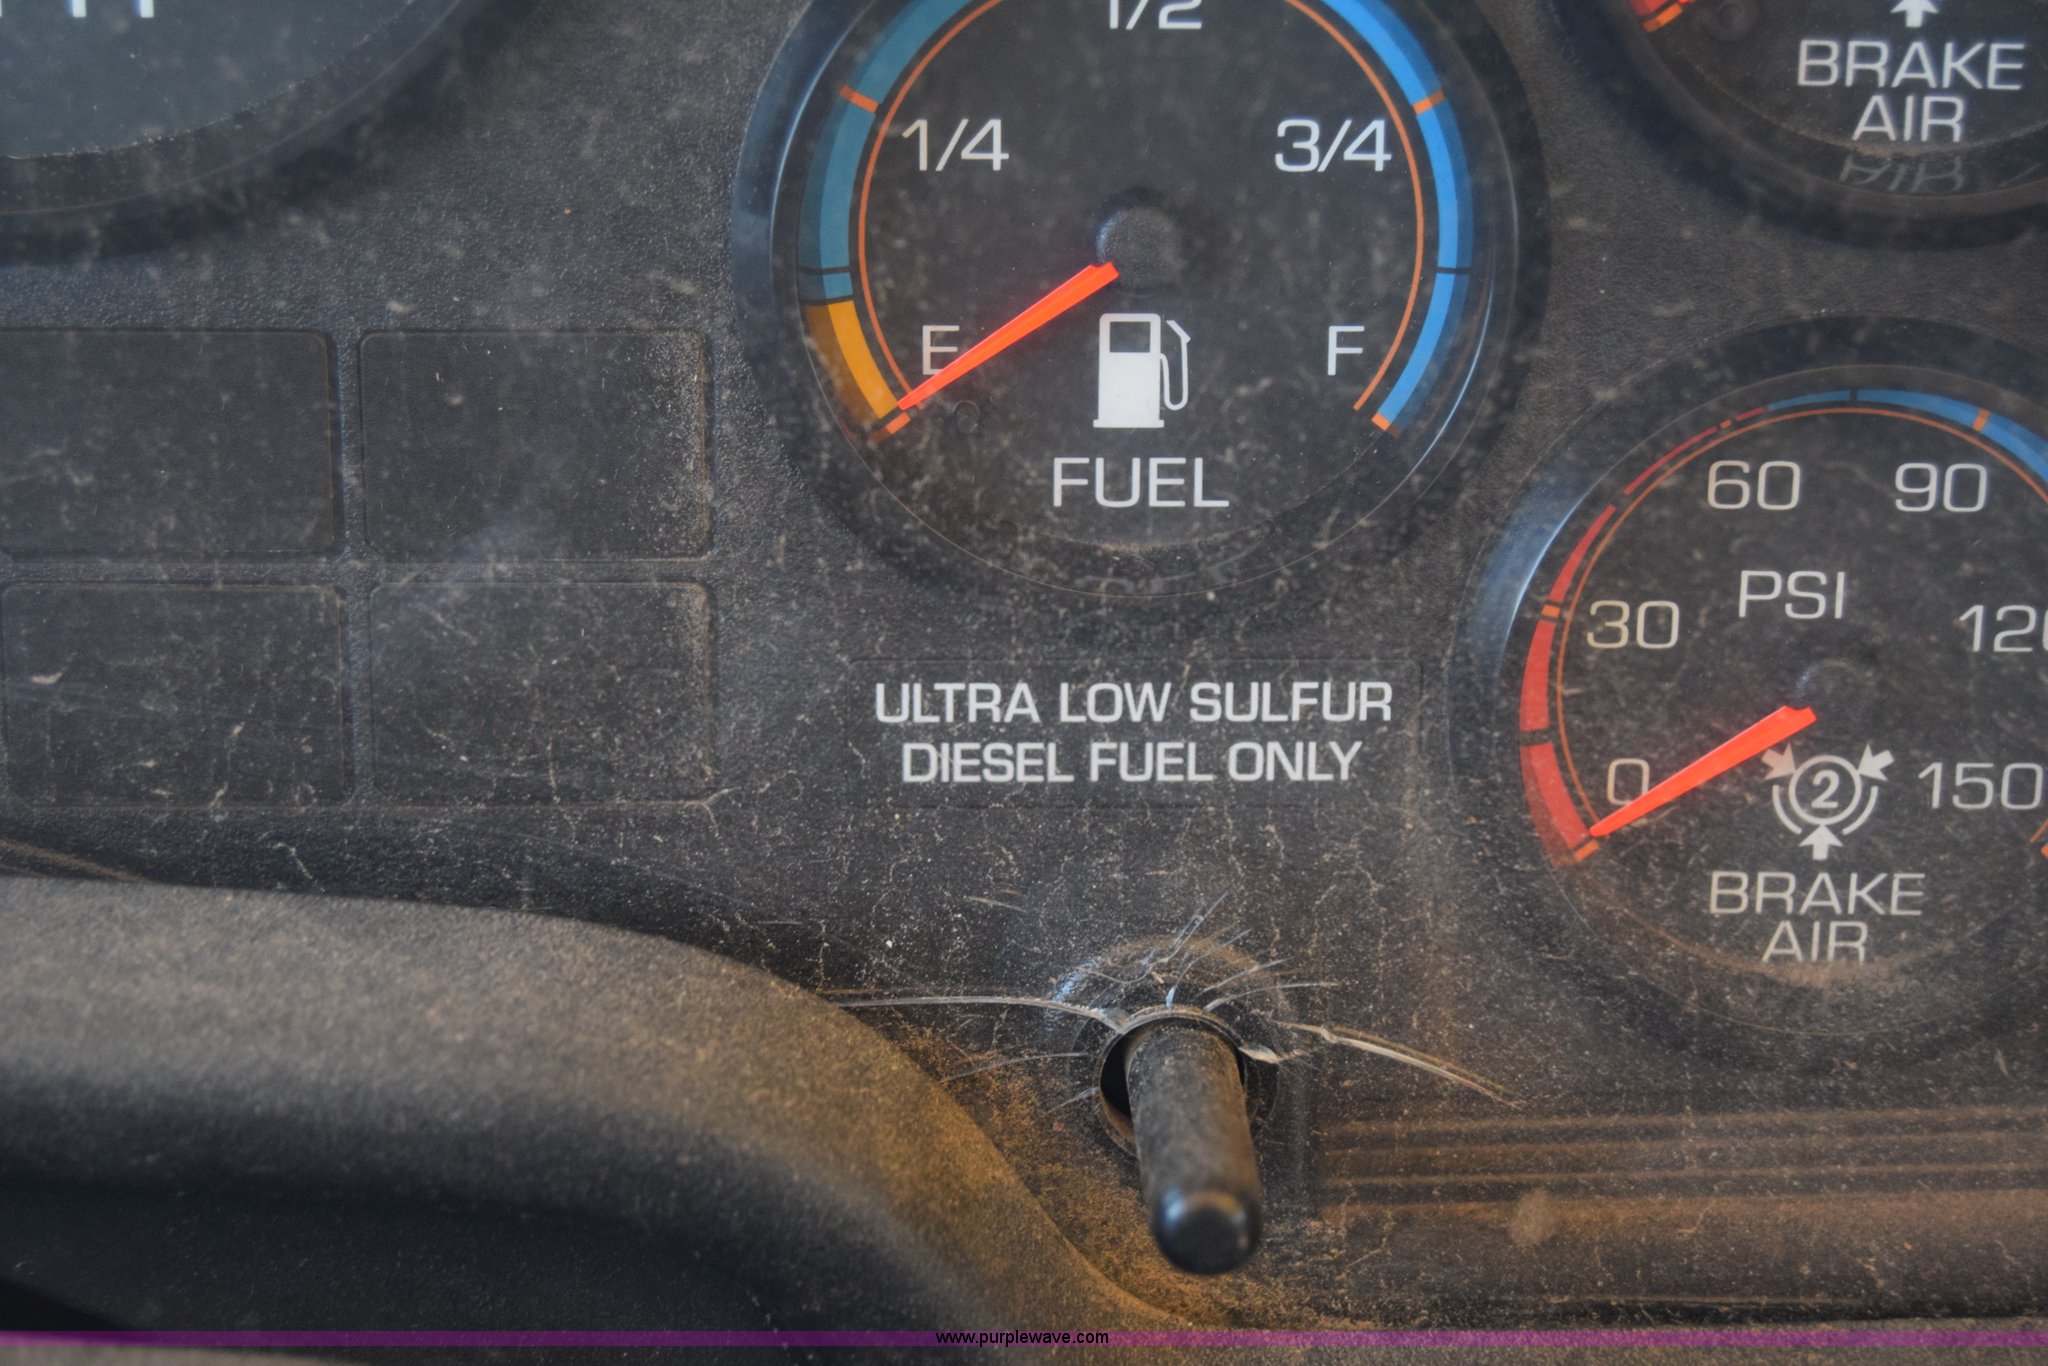 1/2
1/4
3/4
E
F
FUEL
BRAKE
AIR
60
90
PSI
30
120
0
2
150
BRAKE
AIR
ULTRA LOW SULFUR
DIESEL FUEL ONLY
www.purplewave.com